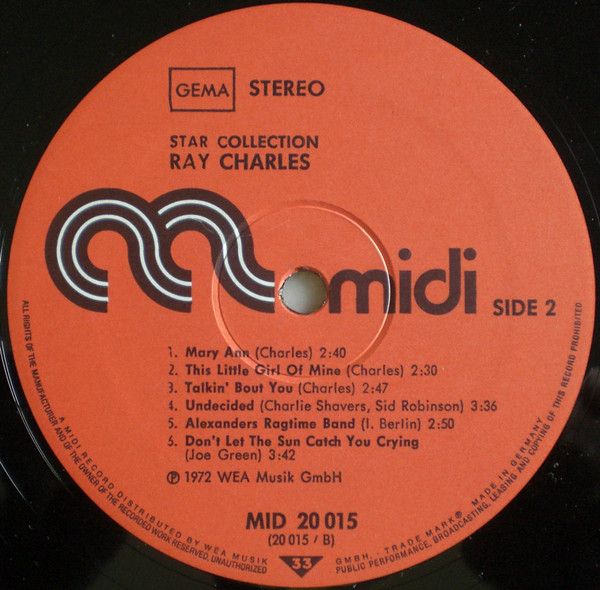 GEMA STEREO
STAR COLLECTION
RAY CHARLES
midi
SIDE 2
1. Mary Ann (Charles) 2:40
2. This Little Girl Of Mine (Charles) 2:30
3. Talkin' Bout You (Charles) 2:47
4. Undecided (Charlie Shavers, Sid Robinson) 3:36
5. Alexanders Ragtime Band (I. Berlin) 2:50
6. Don't Let The Sun Catch You Crying
(Joe Green) 3:42
Ⓟ 1972 WEA Musik GmbH
MID 20 015
(20 015 / B)
33
ALL RIGHTS OF THE MANUFACTURER AND OF THE OWNER OF THE RECORDED WORK RESERVED. UNAUTHORIZED PUBLIC PERFORMANCE, BROADCASTING, LEASING AND COPYING OF THIS RECORD PROHIBITED
A MIDI RECORD DISTRIBUTED BY WEA MUSIK GMBH. · TRADE MARK® MADE IN GERMANY